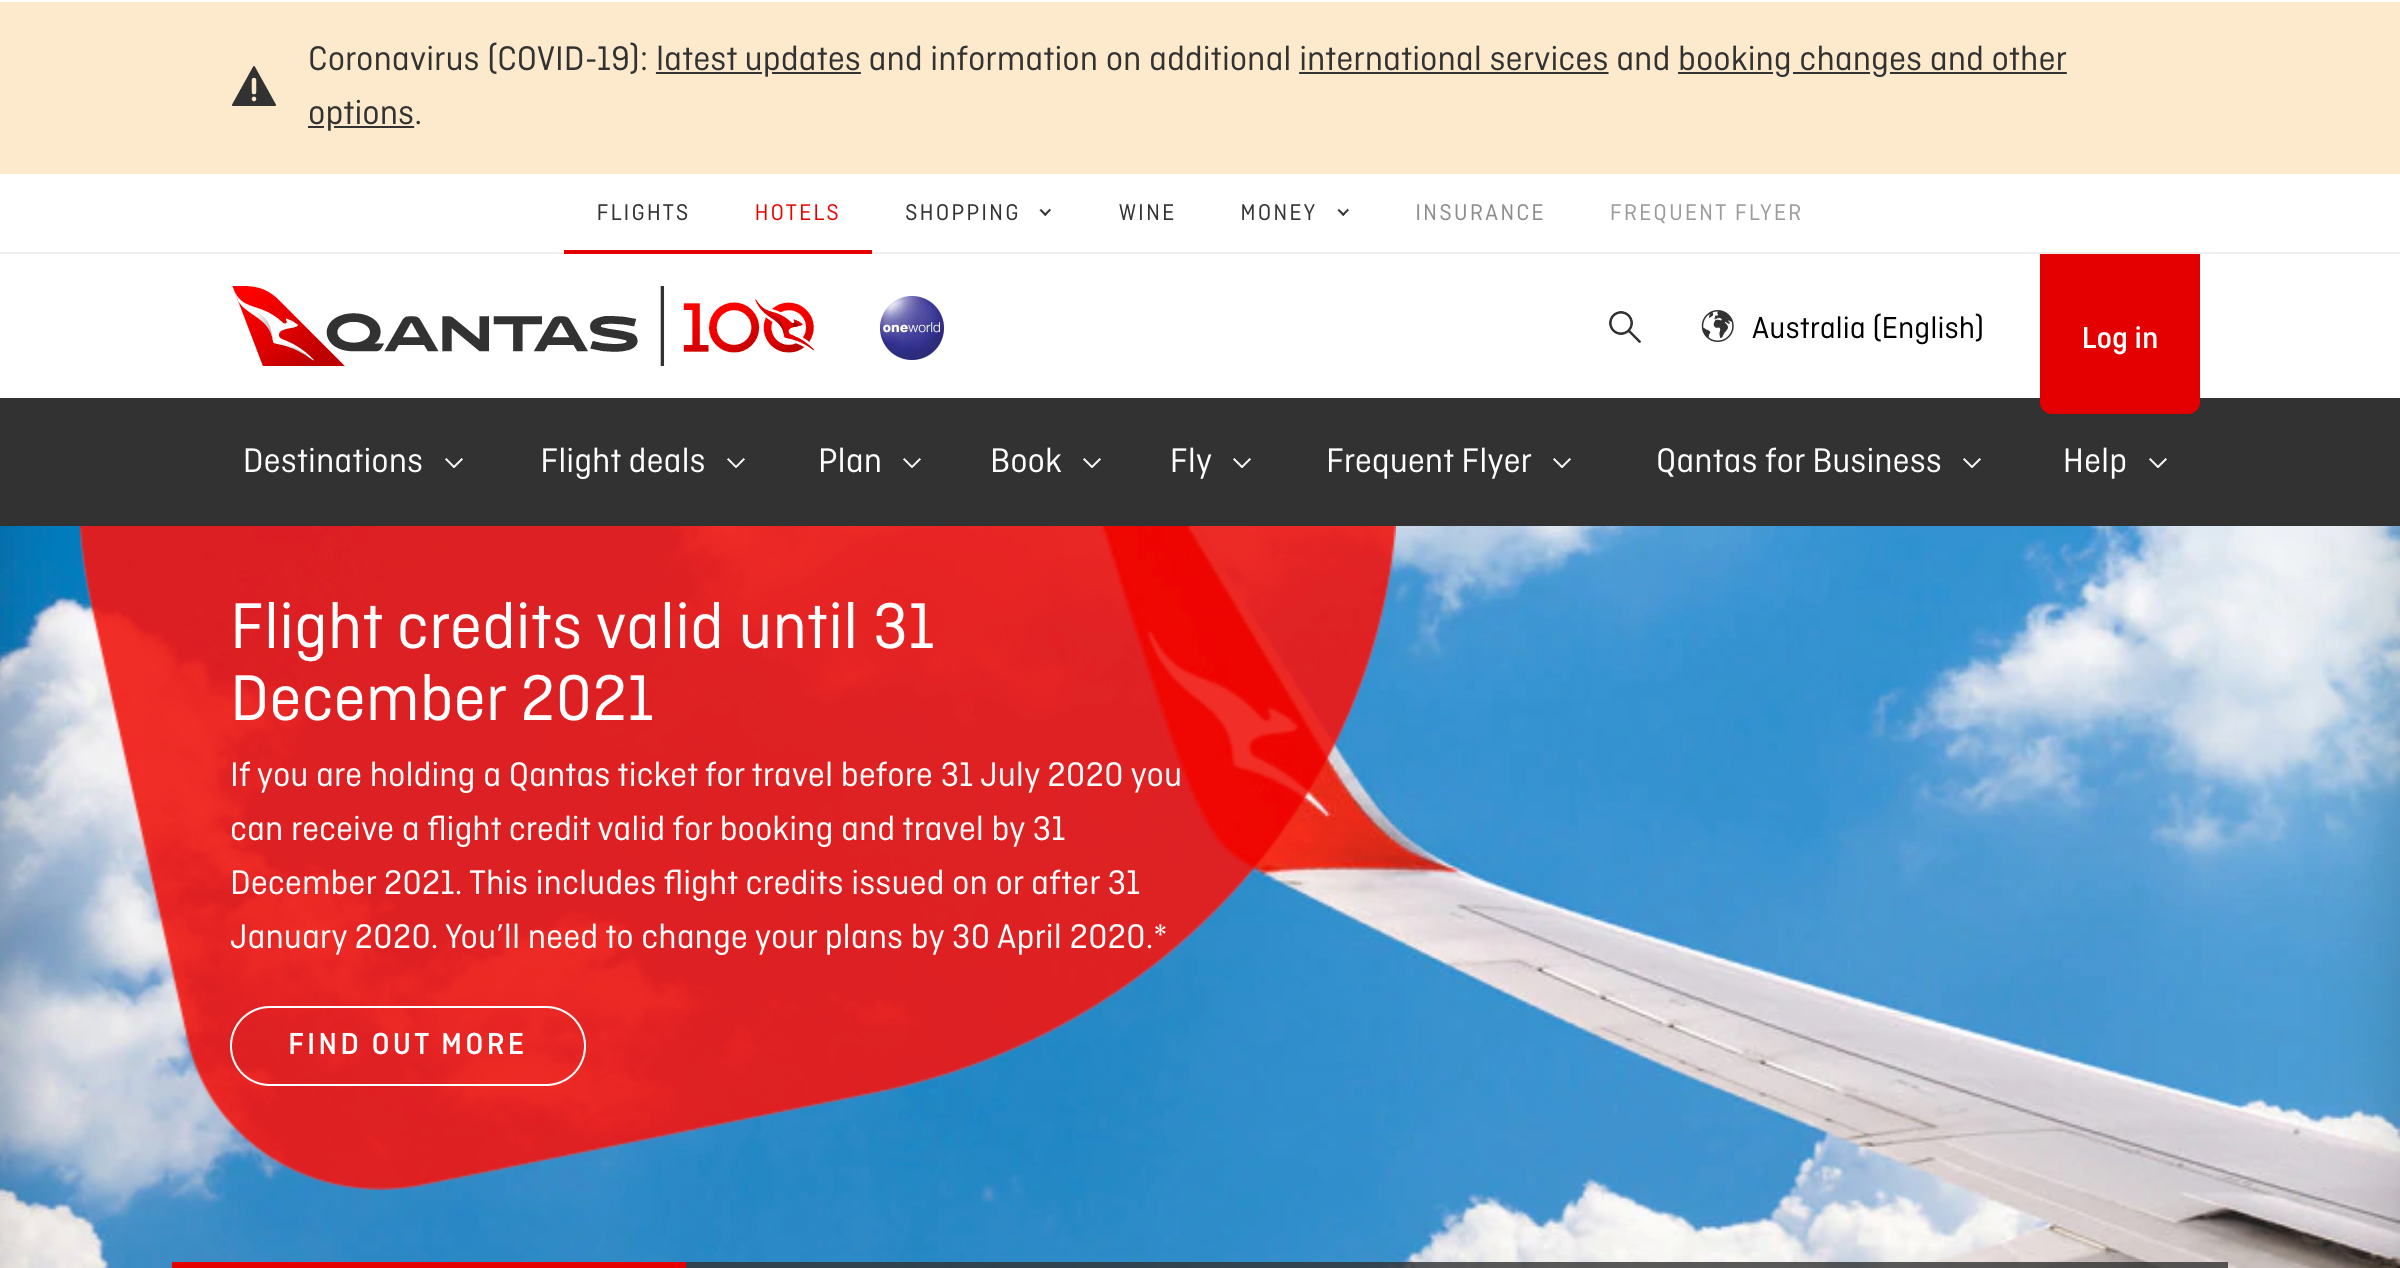 Coronavirus (COVID-19): latest updates and information on additional international services and booking changes and other
options.
FLIGHTS HOTELS SHOPPING WINE MONEY INSURANCE FREQUENT FLYER
QANTAS 100 oneworld Australia (English) Log in
Destinations Flight deals Plan Book Fly Frequent Flyer Qantas for Business Help
Flight credits valid until 31
December 2021
If you are holding a Qantas ticket for travel before 31 July 2020 you
can receive a flight credit valid for booking and travel by 31
December 2021. This includes flight credits issued on or after 31
January 2020. You’ll need to change your plans by 30 April 2020.*
FIND OUT MORE